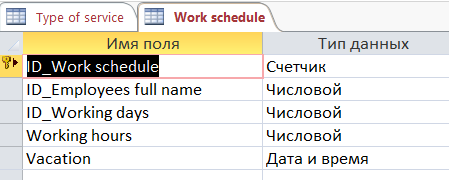 Type of service Work schedule
Имя поля Тип данных
ID_Work schedule Счетчик
ID_Employees full name Числовой
ID_Working days Числовой
Working hours Числовой
Vacation Дата и время